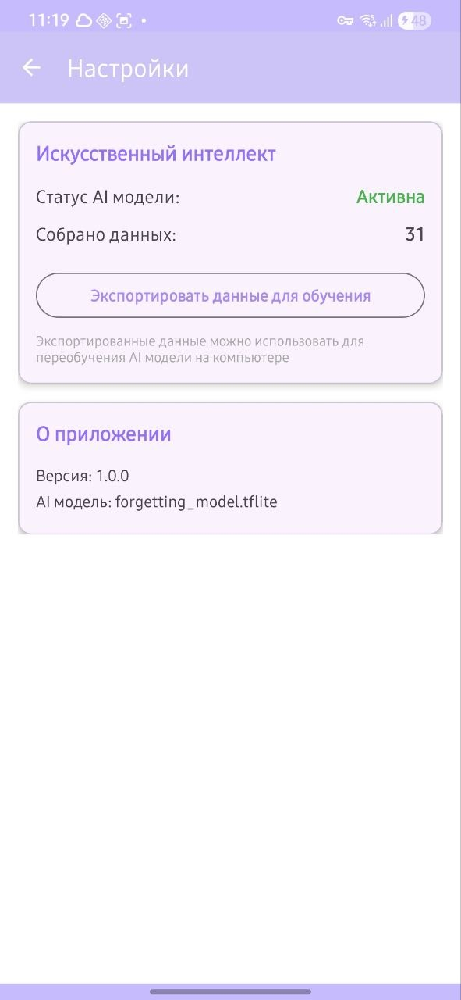 11:19
48
Настройки
Искусственный интеллект
Статус AI модели: Активна
Собрано данных: 31
Экспортировать данные для обучения
Экспортированные данные можно использовать для
переобучения AI модели на компьютере
О приложении
Версия: 1.0.0
AI модель: forgetting_model.tflite